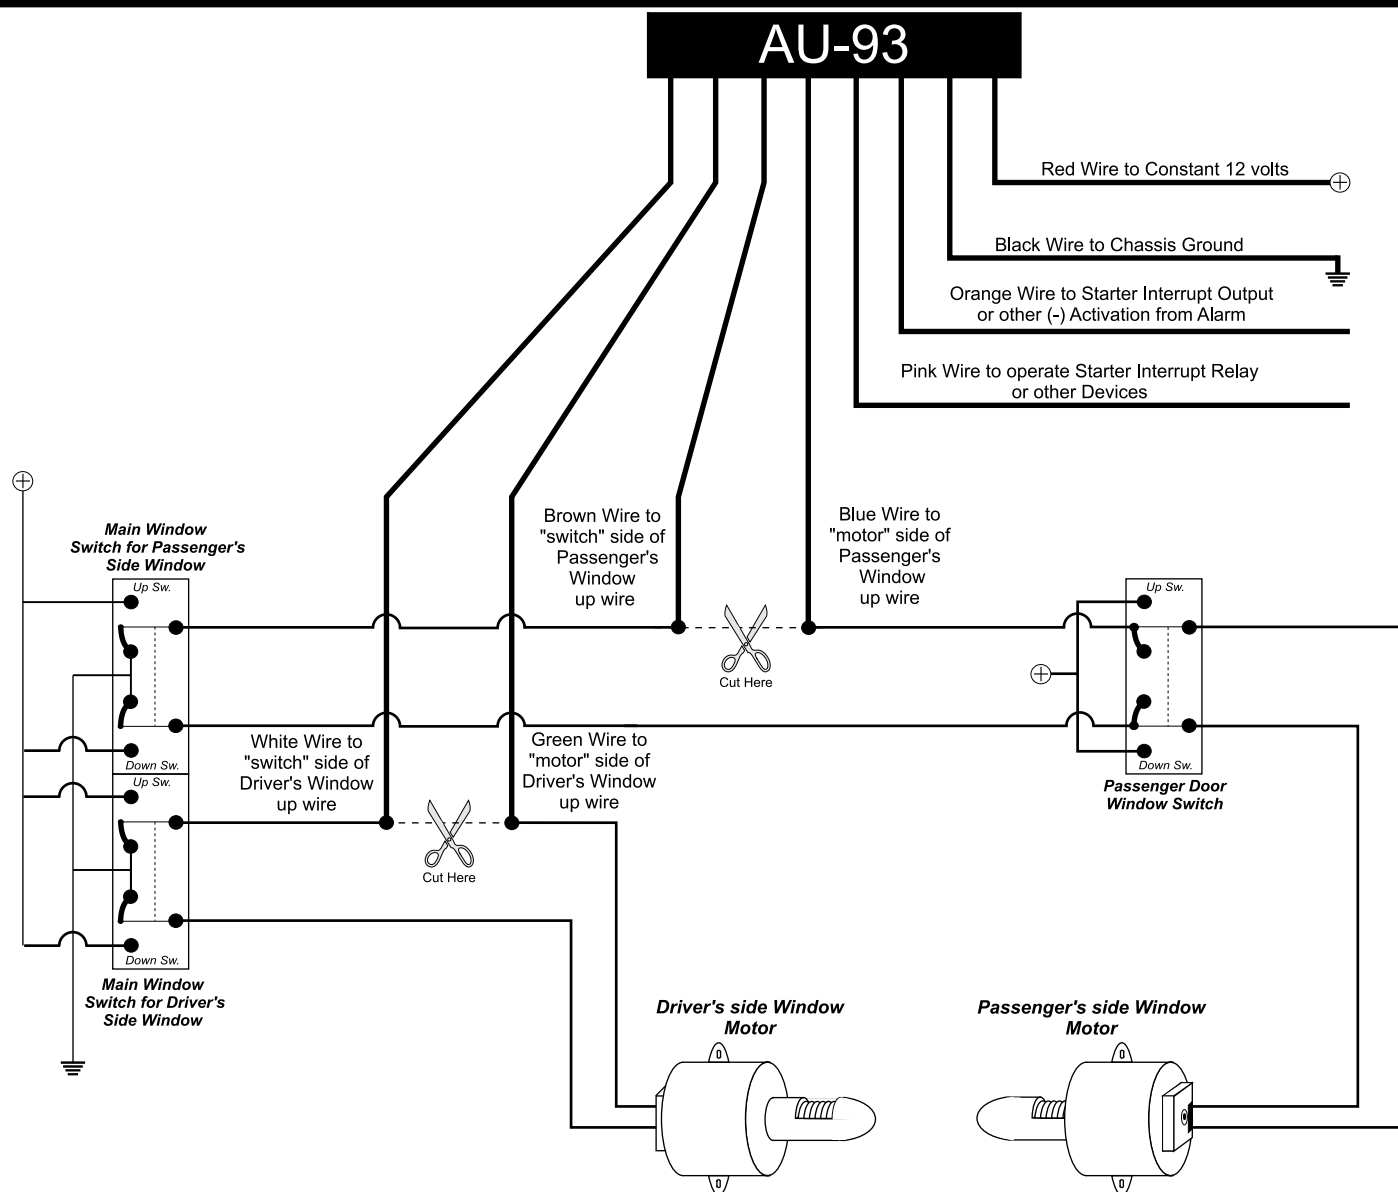 AU-93
Red Wire to Constant 12 volts
Black Wire to Chassis Ground
Orange Wire to Starter Interrupt Output
or other (-) Activation from Alarm
Pink Wire to operate Starter Interrupt Relay
or other Devices
Brown Wire to
"switch" side of
Passenger's
Window
up wire
Blue Wire to
"motor" side of
Passenger's
Window
up wire
Main Window
Switch for Passenger's
Side Window
Up Sw.
Up Sw.
Cut Here
White Wire to
"switch" side of
Driver's Window
up wire
Green Wire to
"motor" side of
Driver's Window
up wire
Down Sw.
Up Sw.
Down Sw.
Passenger Door
Window Switch
Cut Here
Down Sw.
Main Window
Switch for Driver's
Side Window
Driver's side Window
Motor
Passenger's side Window
Motor